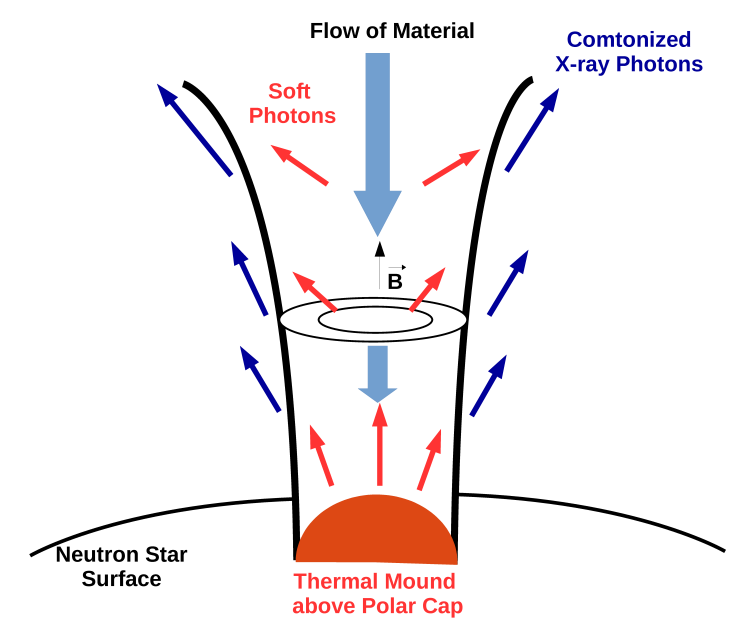 Flow of Material
Comtonized
X-ray Photons
Soft
Photons
B
Neutron Star
Surface
Thermal Mound
above Polar Cap